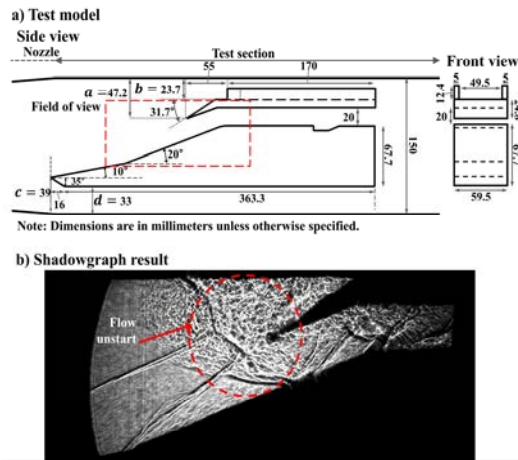 a) Test model
Side view
Nozzle
Test section
Front view
55
170
a = 47.2
b = 23.7
Field of view
31.7°
20
20°
10°
35°
150
67.7
c = 39
d = 33
16
363.3
5
49.5
5
12.4
20
59.5
Note: Dimensions are in millimeters unless otherwise specified.
b) Shadowgraph result
Flow
unstart